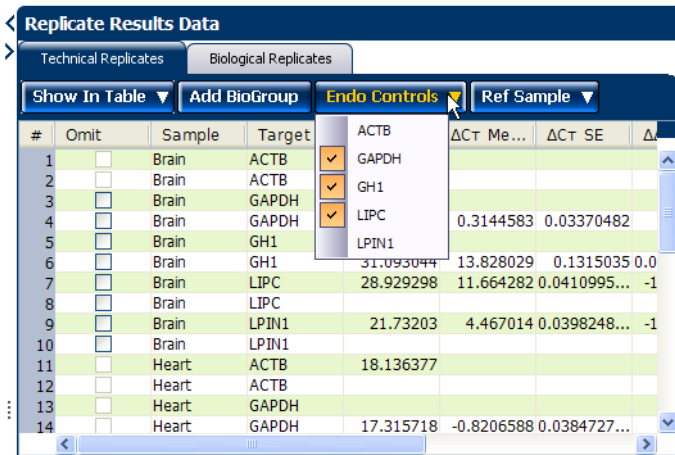 Replicate Results Data
Technical Replicates Biological Replicates
Show In Table ▼ Add BioGroup Endo Controls ▼ Ref Sample ▼
# Omit Sample Target ΔCт Me... ΔCт SE
ACTB
GAPDH
GH1
LIPC
LPIN1
1 Brain ACTB
2 Brain ACTB
3 Brain GAPDH
4 Brain GAPDH 0.3144583 0.03370482
5 Brain GH1
6 Brain GH1 31.093044 13.828029 0.1315035 0.0
7 Brain LIPC 28.929298 11.664282 0.0410995... -1
8 Brain LIPC
9 Brain LPIN1 21.73203 4.467014 0.0398248... -1
10 Brain LPIN1
11 Heart ACTB 18.136377
12 Heart ACTB
13 Heart GAPDH
14 Heart GAPDH 17.315718 -0.8206588 0.0384727...